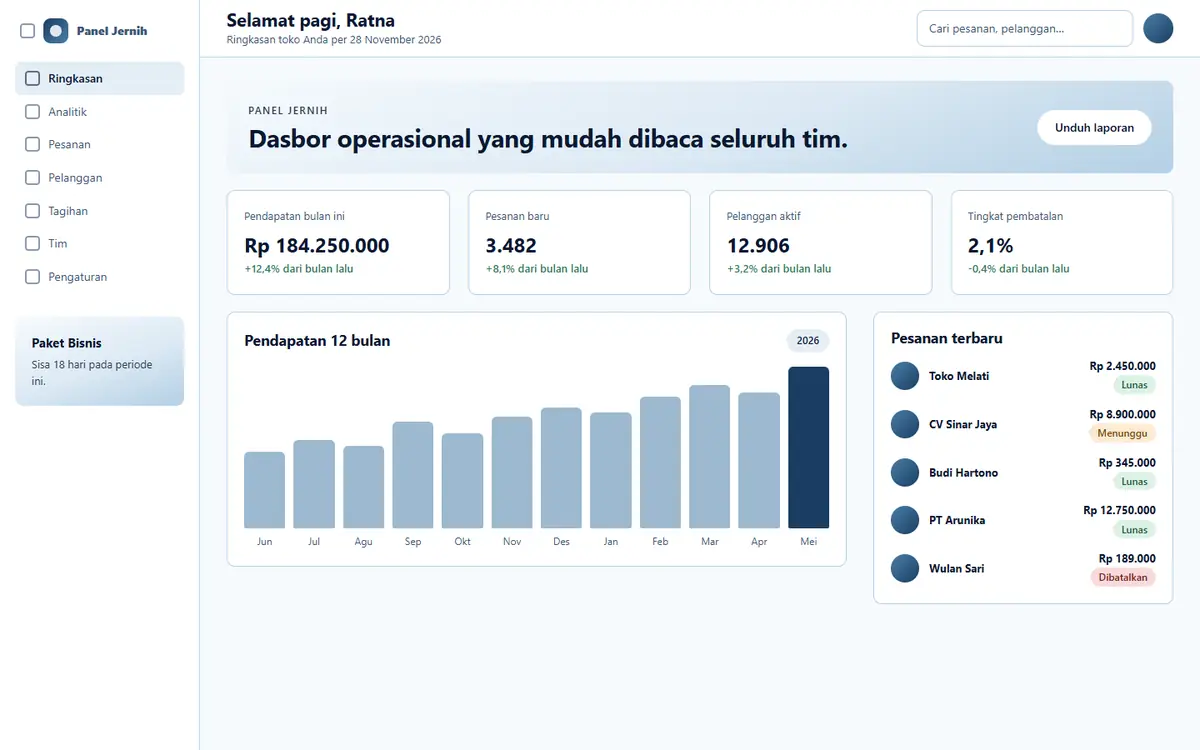 Panel Jernih
Ringkasan
Analitik
Pesanan
Pelanggan
Tagihan
Tim
Pengaturan
Paket Bisnis
Sisa 18 hari pada periode
ini.
Selamat pagi, Ratna
Ringkasan toko Anda per 28 November 2026
Cari pesanan, pelanggan...
PANEL JERNIH
Dasbor operasional yang mudah dibaca seluruh tim.
Unduh laporan
Pendapatan bulan ini
Rp 184.250.000
+12,4% dari bulan lalu
Pesanan baru
3.482
+8,1% dari bulan lalu
Pelanggan aktif
12.906
+3,2% dari bulan lalu
Tingkat pembatalan
2,1%
-0,4% dari bulan lalu
Pendapatan 12 bulan
2026
Jun Jul Agu Sep Okt Nov Des Jan Feb Mar Apr Mei
Pesanan terbaru
Toko Melati
Rp 2.450.000
Lunas
CV Sinar Jaya
Rp 8.900.000
Menunggu
Budi Hartono
Rp 345.000
Lunas
PT Arunika
Rp 12.750.000
Lunas
Wulan Sari
Rp 189.000
Dibatalkan